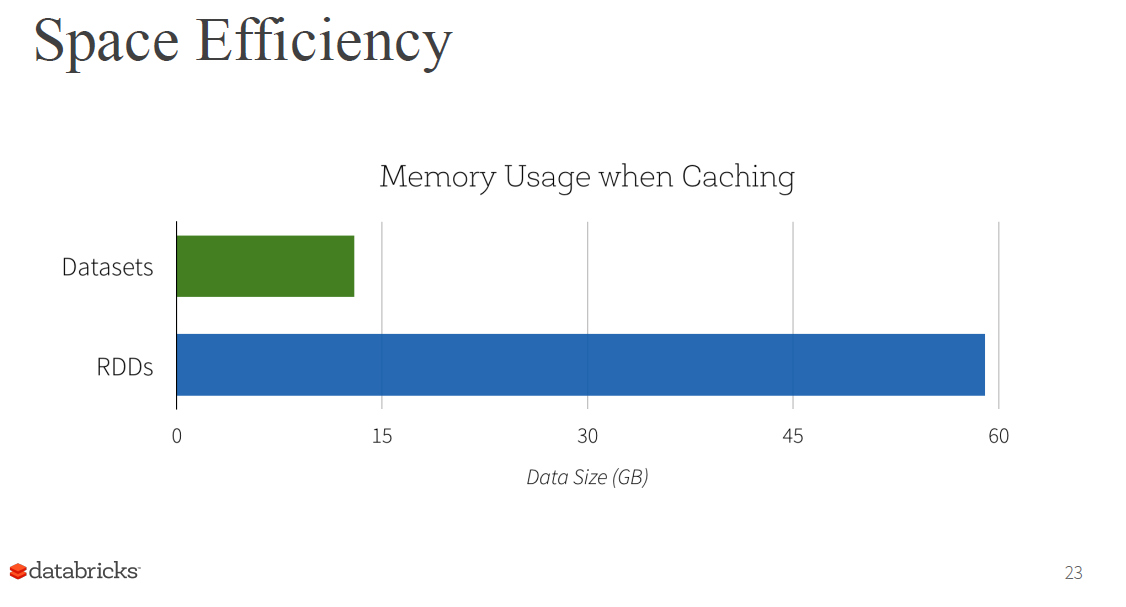 Space Efficiency
Memory Usage when Caching
Datasets
RDDs
0 15 30 45 60
Data Size (GB)
databricks
23